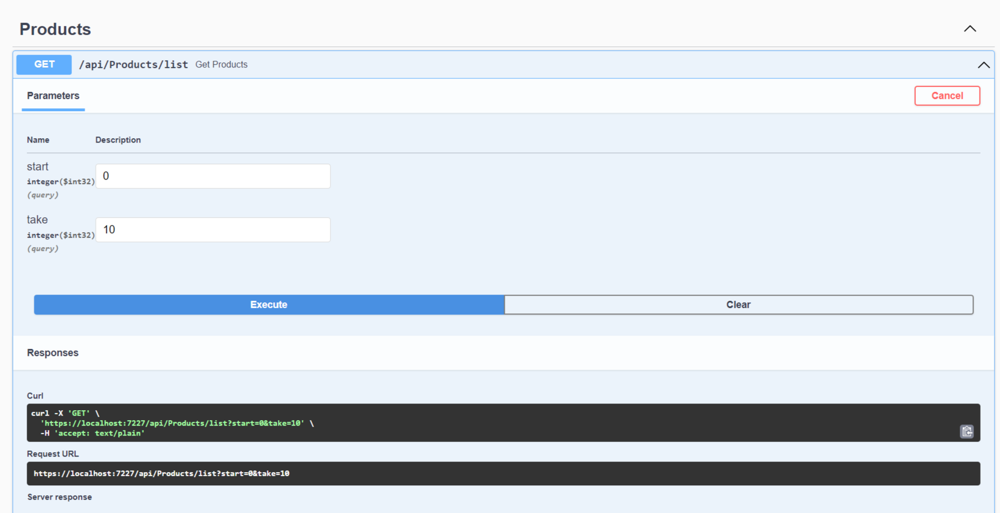 Products
GET /api/Products/list Get Products
Parameters
Cancel
Name Description
start
integer($int32)
(query)
0
take
integer($int32)
(query)
10
Execute
Clear
Responses
Curl
curl -X 'GET' \
'https://localhost:7227/api/Products/list?start=0&take=10' \
-H 'accept: text/plain'
Request URL
https://localhost:7227/api/Products/list?start=0&take=10
Server response